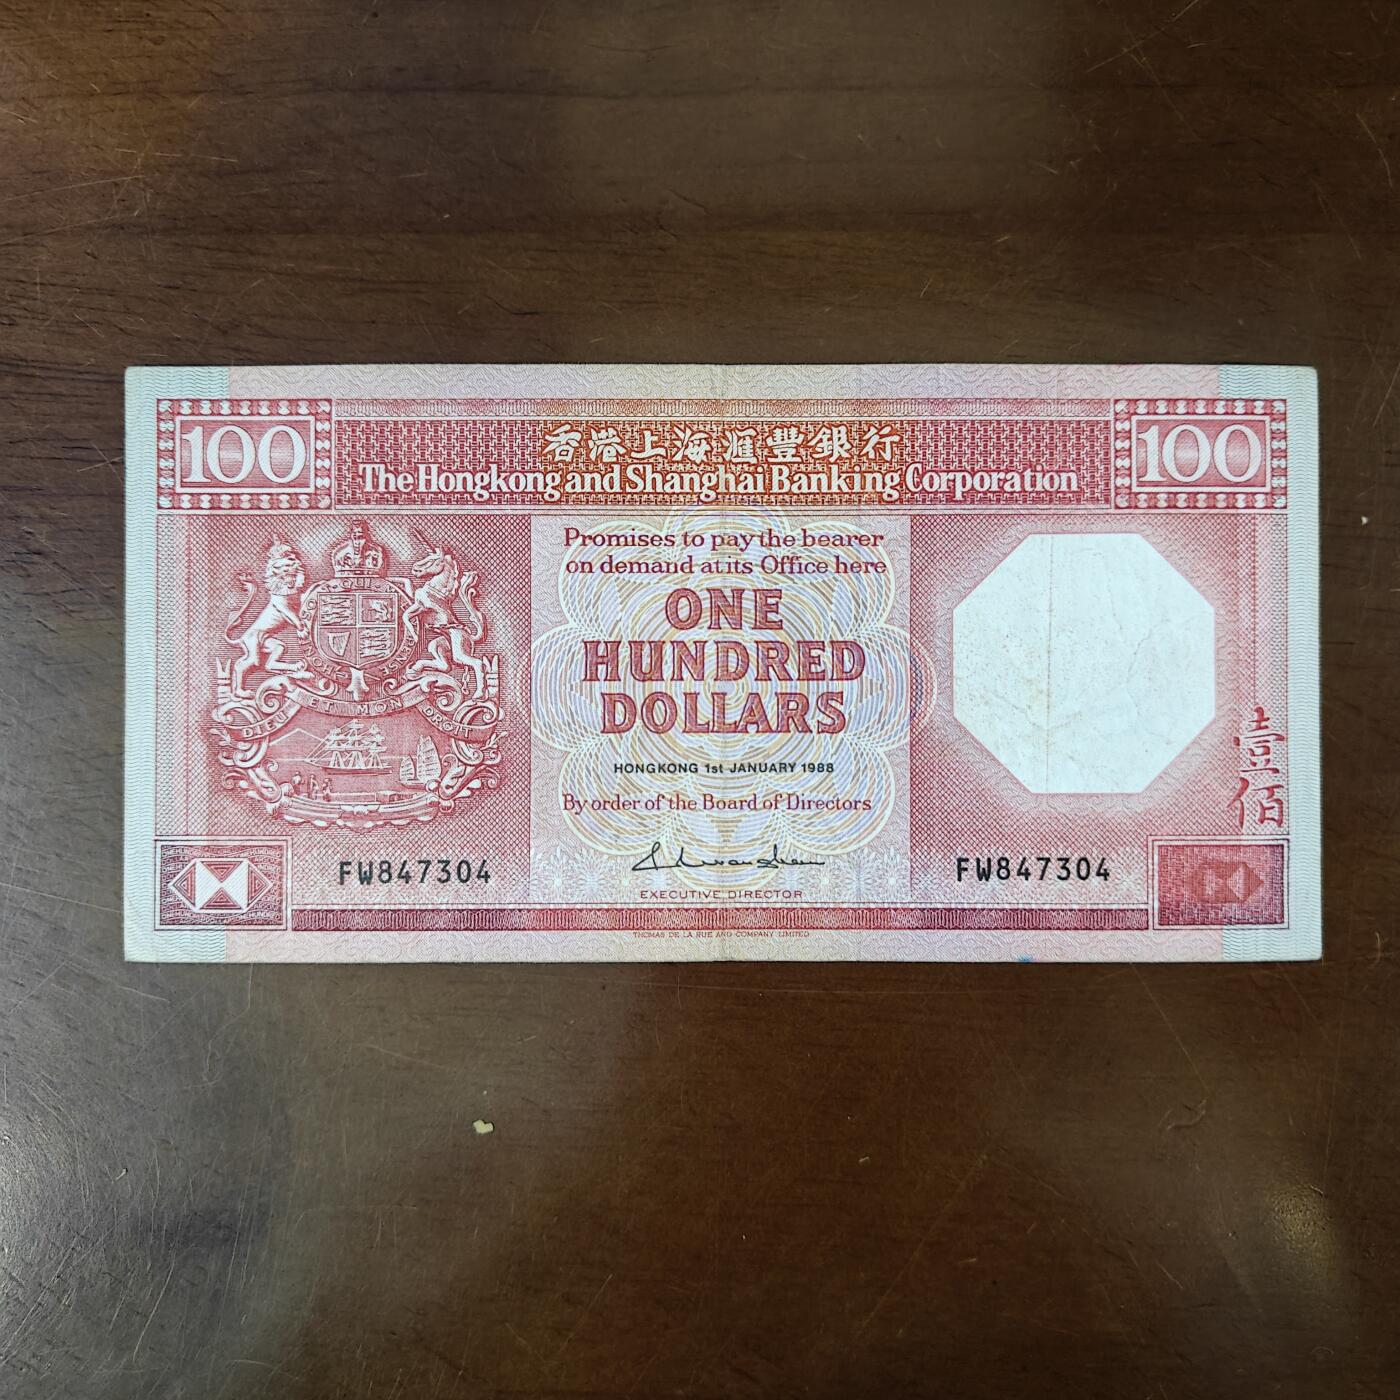 100
香港上海滙豐銀行
100
The Hongkong and Shanghai Banking Corporation
Promises to pay the bearer
on demand at its Office here
ONE
HUNDRED
DOLLARS
DIEU ET MON DROIT
HONGKONG 1st JANUARY 1988
By order of the Board of Directors
壹佰
FW847304
FW847304
EXECUTIVE DIRECTOR
THOMAS DE LA RUE AND COMPANY LIMITED